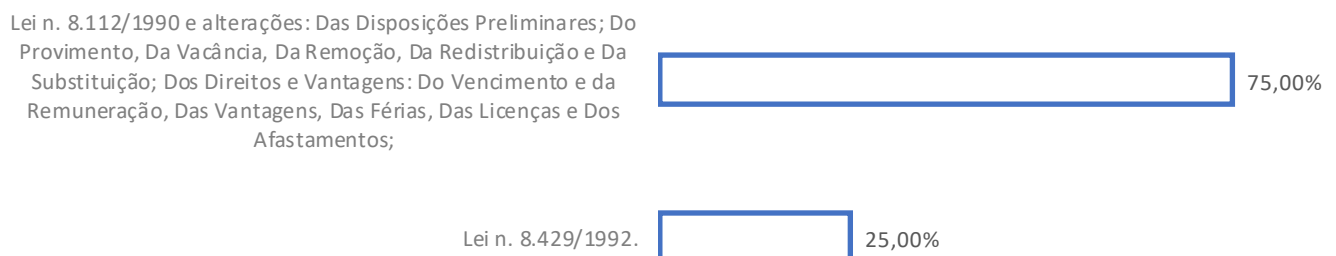 Lei n. 8.112/1990 e alterações: Das Disposições Preliminares; Do
Provimento, Da Vacância, Da Remoção, Da Redistribuição e Da
Substituição; Dos Direitos e Vantagens: Do Vencimento e da
Remuneração, Das Vantagens, Das Férias, Das Licenças e Dos
Afastamentos;
75,00%
Lei n. 8.429/1992.
25,00%